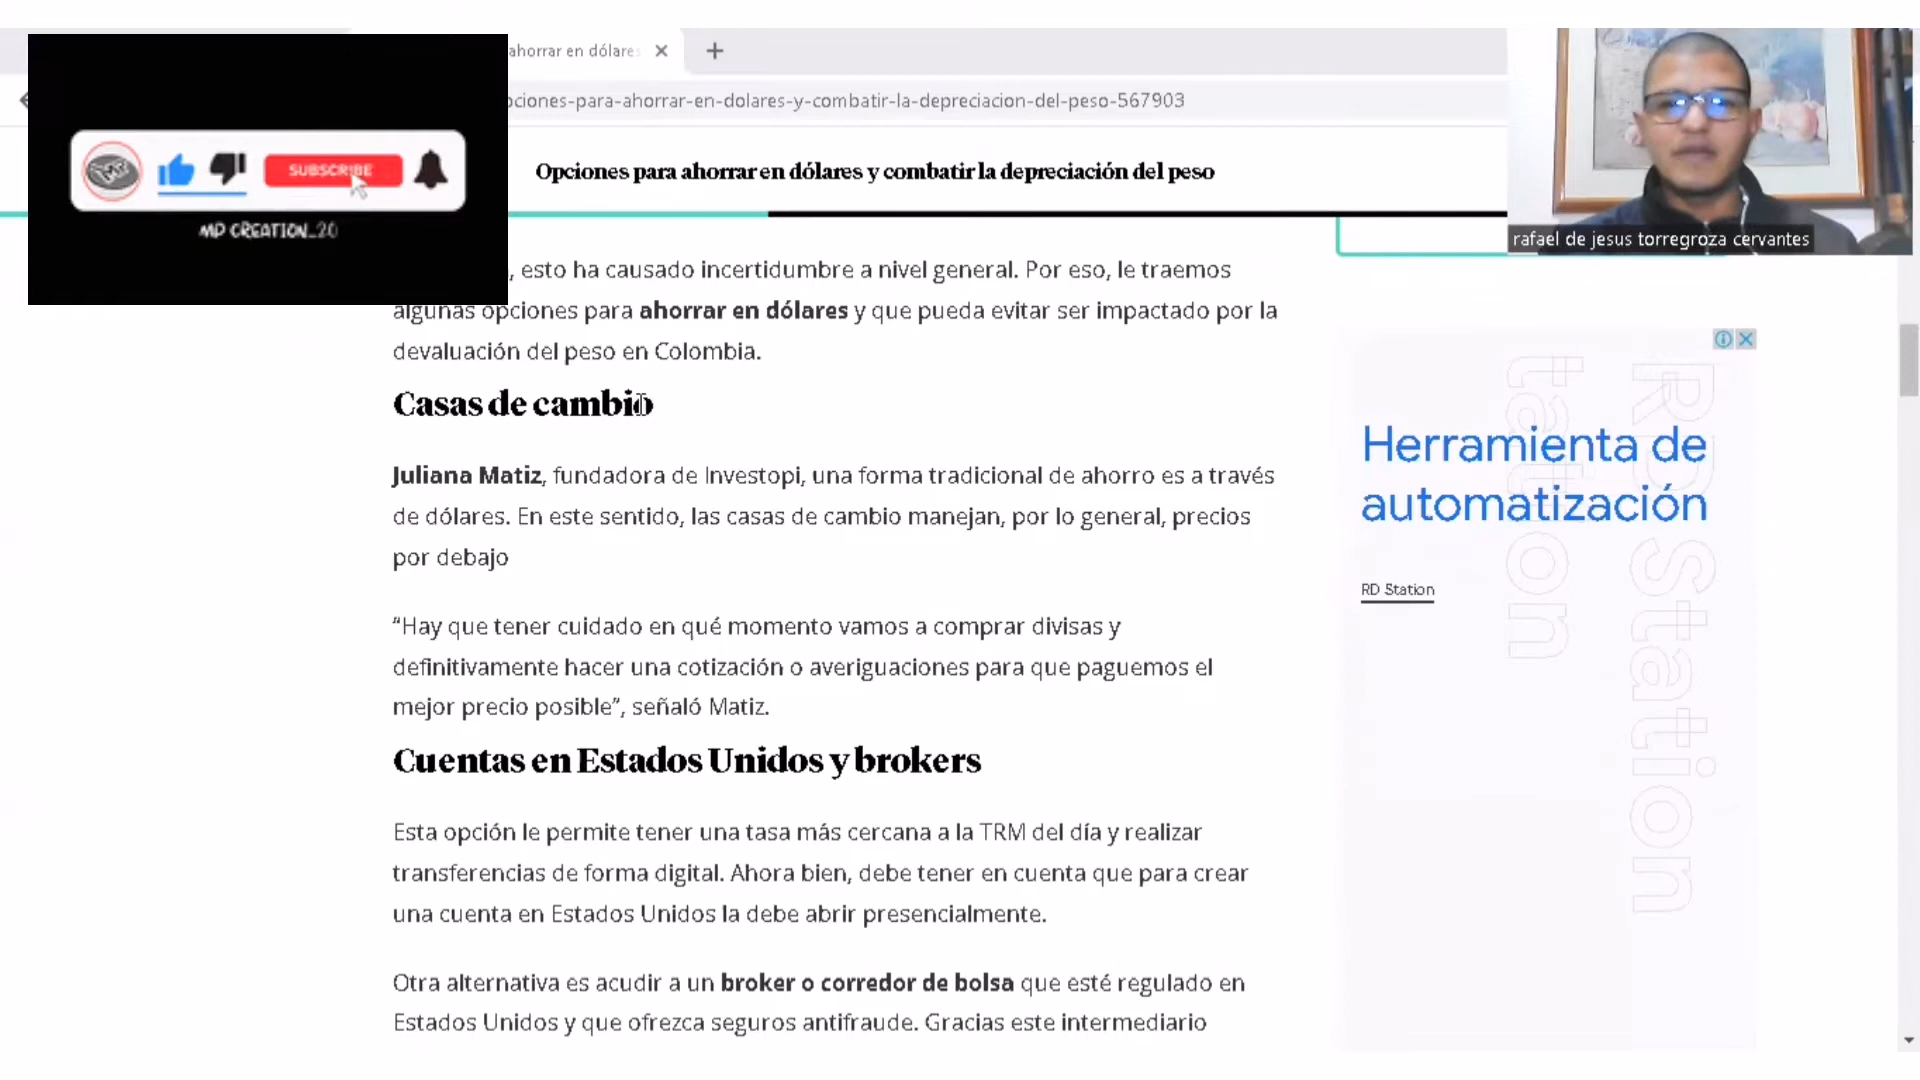 ahorrar en dólares
ociones-para-ahorrar-en-dolares-y-combatir-la-depreciacion-del-peso-567903
SUBSCRIBE
MD CREATION_20
Opciones para ahorrar en dólares y combatir la depreciación del peso
rafael de jesus torregroza cervantes
, esto ha causado incertidumbre a nivel general. Por eso, le traemos
algunas opciones para ahorrar en dólares y que pueda evitar ser impactado por la
devaluación del peso en Colombia.
Casas de cambio
Juliana Matiz, fundadora de Investopi, una forma tradicional de ahorro es a través
de dólares. En este sentido, las casas de cambio manejan, por lo general, precios
por debajo
“Hay que tener cuidado en qué momento vamos a comprar divisas y
definitivamente hacer una cotización o averiguaciones para que paguemos el
mejor precio posible”, señaló Matiz.
Cuentas en Estados Unidos y brokers
Esta opción le permite tener una tasa más cercana a la TRM del día y realizar
transferencias de forma digital. Ahora bien, debe tener en cuenta que para crear
una cuenta en Estados Unidos la debe abrir presencialmente.
Otra alternativa es acudir a un broker o corredor de bolsa que esté regulado en
Estados Unidos y que ofrezca seguros antifraude. Gracias este intermediario
Herramienta de
automatización
RD Station
RD Station
tation